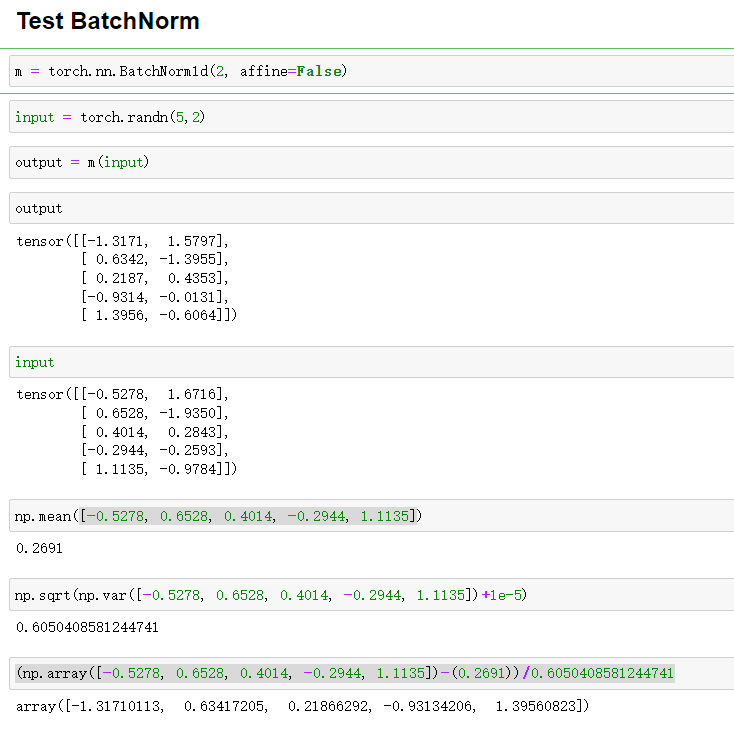 Test BatchNorm
m = torch.nn.BatchNorm1d(2, affine=False)
input = torch.randn(5,2)
output = m(input)
output
tensor([[-1.3171,  1.5797],
        [ 0.6342, -1.3955],
        [ 0.2187,  0.4353],
        [-0.9314, -0.0131],
        [ 1.3956, -0.6064]])
input
tensor([[-0.5278,  1.6716],
        [ 0.6528, -1.9350],
        [ 0.4014,  0.2843],
        [-0.2944, -0.2593],
        [ 1.1135, -0.9784]])
np.mean([-0.5278, 0.6528, 0.4014, -0.2944, 1.1135])
0.2691
np.sqrt(np.var([-0.5278, 0.6528, 0.4014, -0.2944, 1.1135])+1e-5)
0.6050408581244741
(np.array([-0.5278, 0.6528, 0.4014, -0.2944, 1.1135])-(0.2691))/0.6050408581244741
array([-1.31710113,  0.63417205,  0.21866292, -0.93134206,  1.39560823])